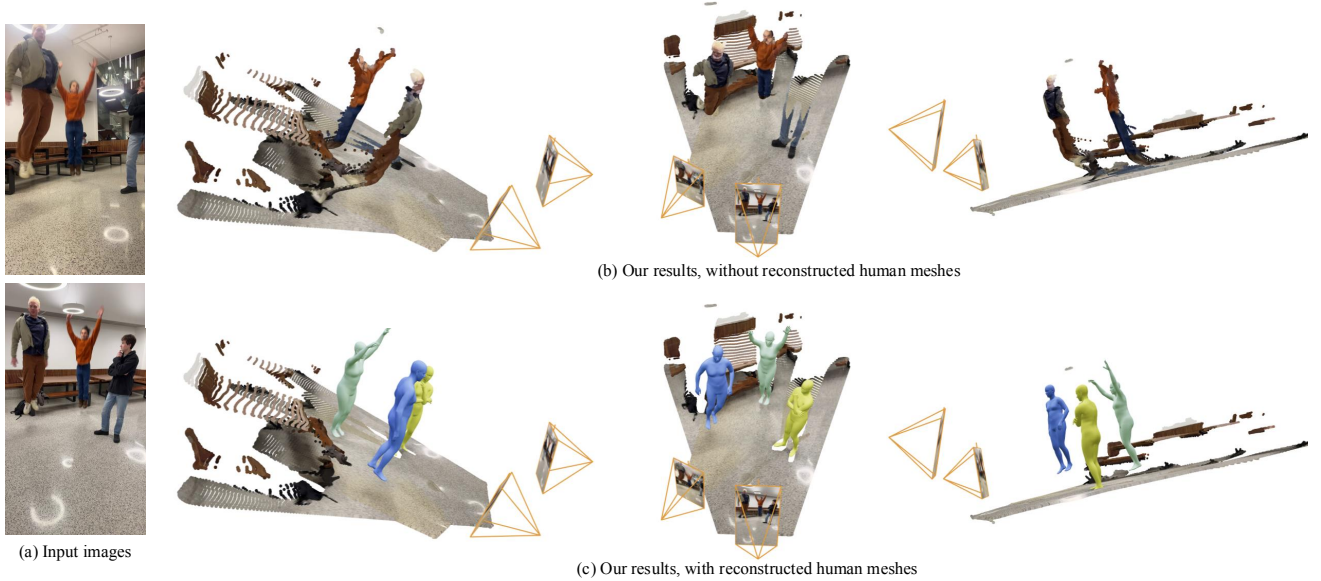 (b) Our results, without reconstructed human meshes
(a) Input images
(c) Our results, with reconstructed human meshes